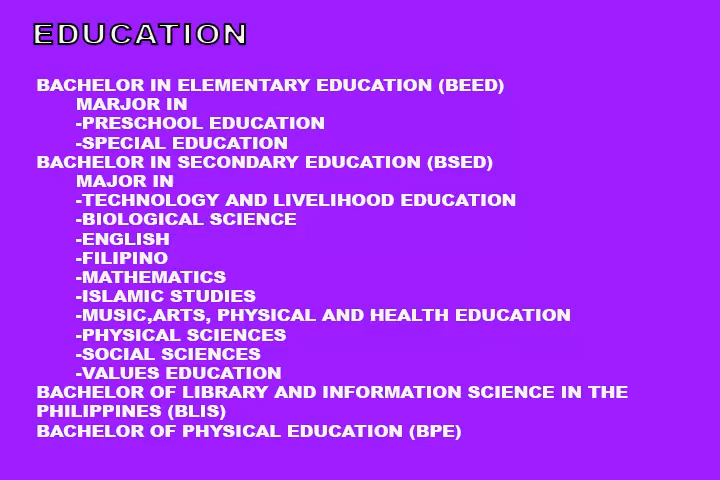 EDUCATION
BACHELOR IN ELEMENTARY EDUCATION (BEED)
MARJOR IN
-PRESCHOOL EDUCATION
-SPECIAL EDUCATION
BACHELOR IN SECONDARY EDUCATION (BSED)
MAJOR IN
-TECHNOLOGY AND LIVELIHOOD EDUCATION
-BIOLOGICAL SCIENCE
-ENGLISH
-FILIPINO
-MATHEMATICS
-ISLAMIC STUDIES
-MUSIC,ARTS, PHYSICAL AND HEALTH EDUCATION
-PHYSICAL SCIENCES
-SOCIAL SCIENCES
-VALUES EDUCATION
BACHELOR OF LIBRARY AND INFORMATION SCIENCE IN THE
PHILIPPINES (BLIS)
BACHELOR OF PHYSICAL EDUCATION (BPE)